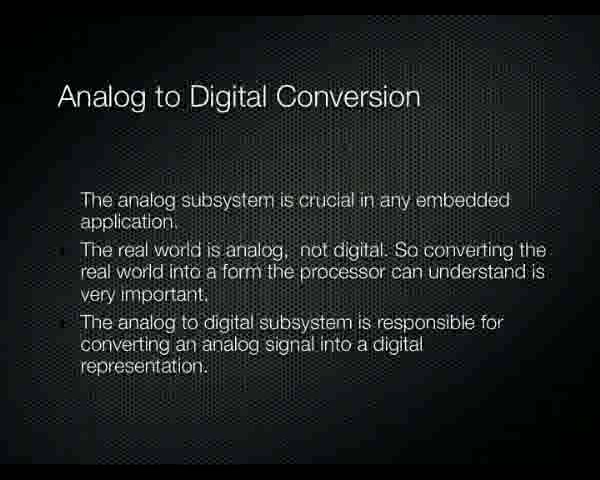 Analog to Digital Conversion
The analog subsystem is crucial in any embedded
application.
The real world is analog, not digital. So converting the
real world into a form the processor can understand is
very important.
The analog to digital subsystem is responsible for
converting an analog signal into a digital
representation.